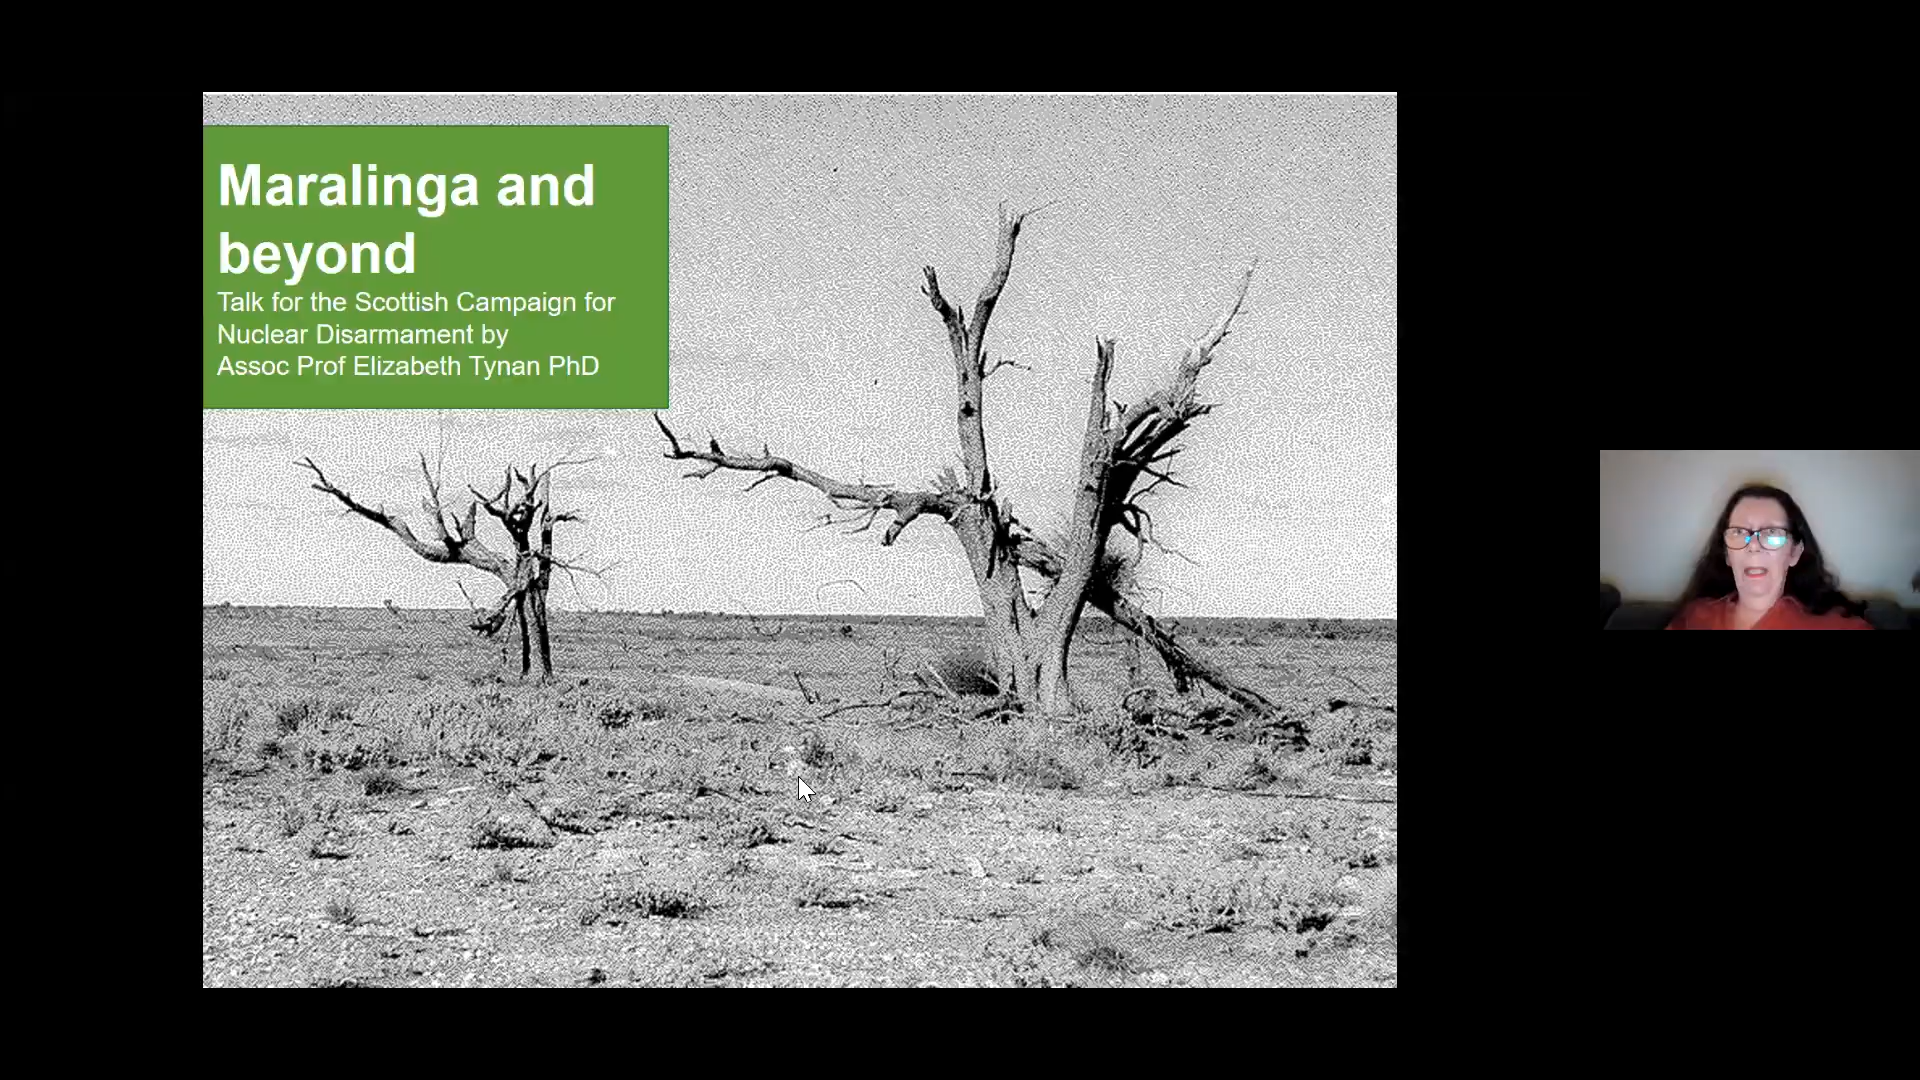 Maralinga and
beyond
Talk for the Scottish Campaign for
Nuclear Disarmament by
Assoc Prof Elizabeth Tynan PhD